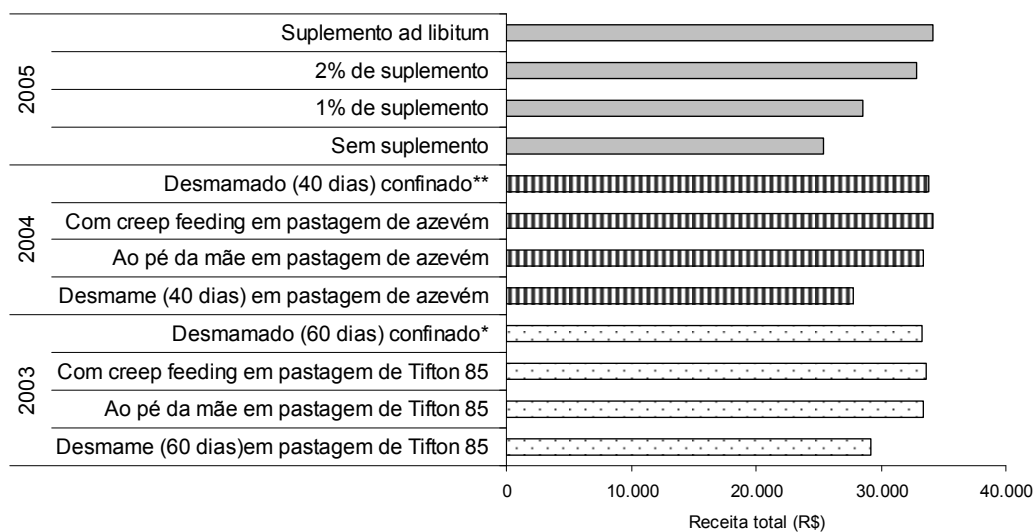 2005
Suplemento ad libitum
2% de suplemento
1% de suplemento
Sem suplemento
2004
Desmamado (40 dias) confinado**
Com creep feeding em pastagem de azevém
Ao pé da mãe em pastagem de azevém
Desmame (40 dias) em pastagem de azevém
2003
Desmamado (60 dias) confinado*
Com creep feeding em pastagem de Tifton 85
Ao pé da mãe em pastagem de Tifton 85
Desmame (60 dias)em pastagem de Tifton 85
0 10.000 20.000 30.000 40.000
Receita total (R$)